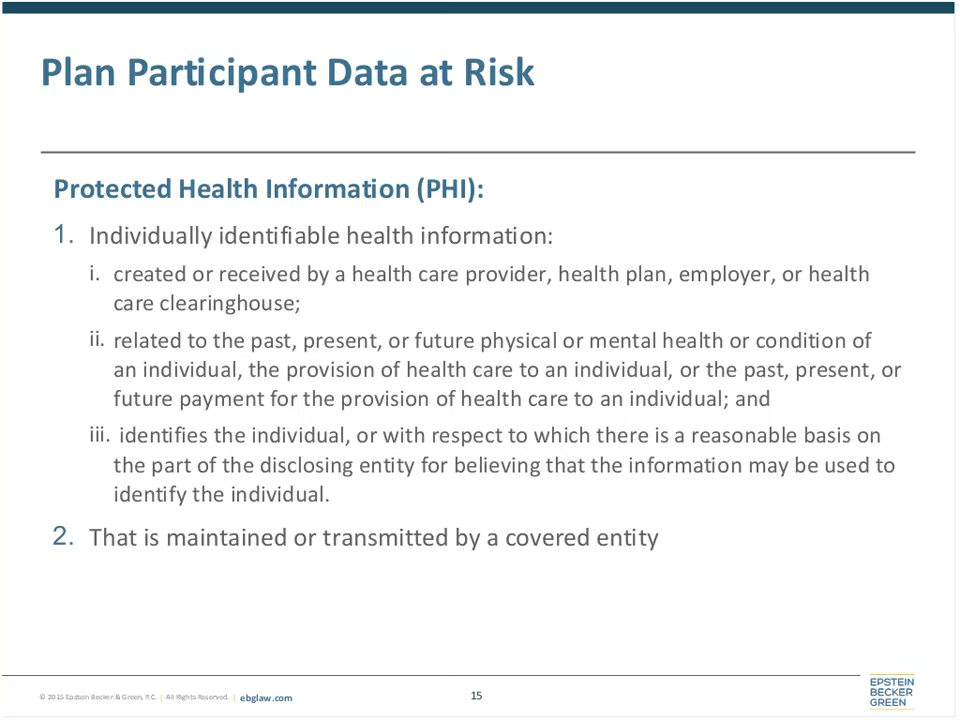 Plan Participant Data at Risk
Protected Health Information (PHI):
1. Individually identifiable health information:
i. created or received by a health care provider, health plan, employer, or health
care clearinghouse;
ii. related to the past, present, or future physical or mental health or condition of
an individual, the provision of health care to an individual, or the past, present, or
future payment for the provision of health care to an individual; and
iii. identifies the individual, or with respect to which there is a reasonable basis on
the part of the disclosing entity for believing that the information may be used to
identify the individual.
2. That is maintained or transmitted by a covered entity
© 2015 Epstein Becker & Green, P.C. | All Rights Reserved. | ebglaw.com
15
EPSTEIN
BECKER
GREEN